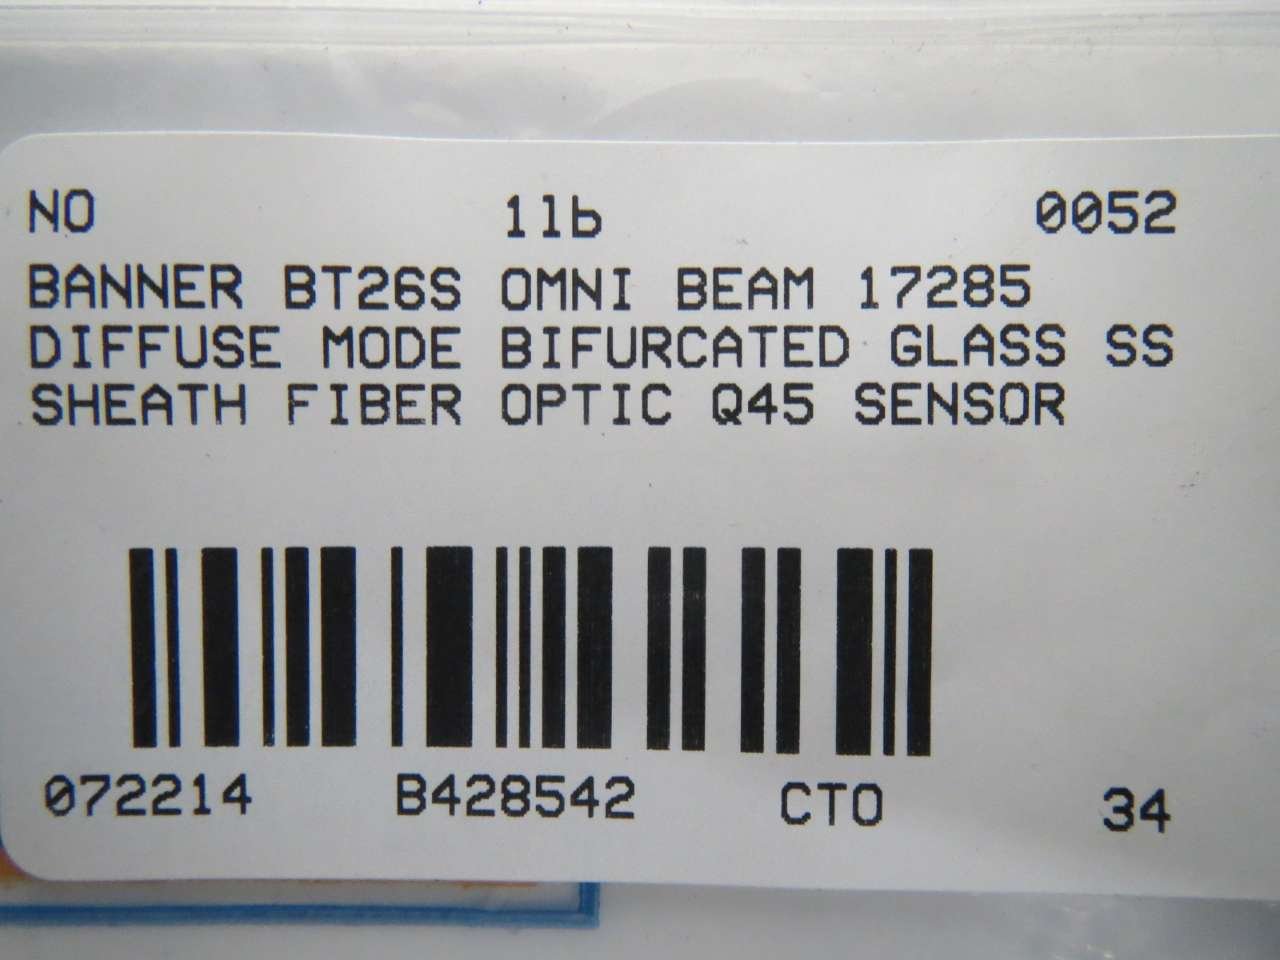 NO 1lb 0052
BANNER BT26S OMNI BEAM 17285
DIFFUSE MODE BIFURCATED GLASS SS
SHEATH FIBER OPTIC Q45 SENSOR
072214 B428542 CTO 34